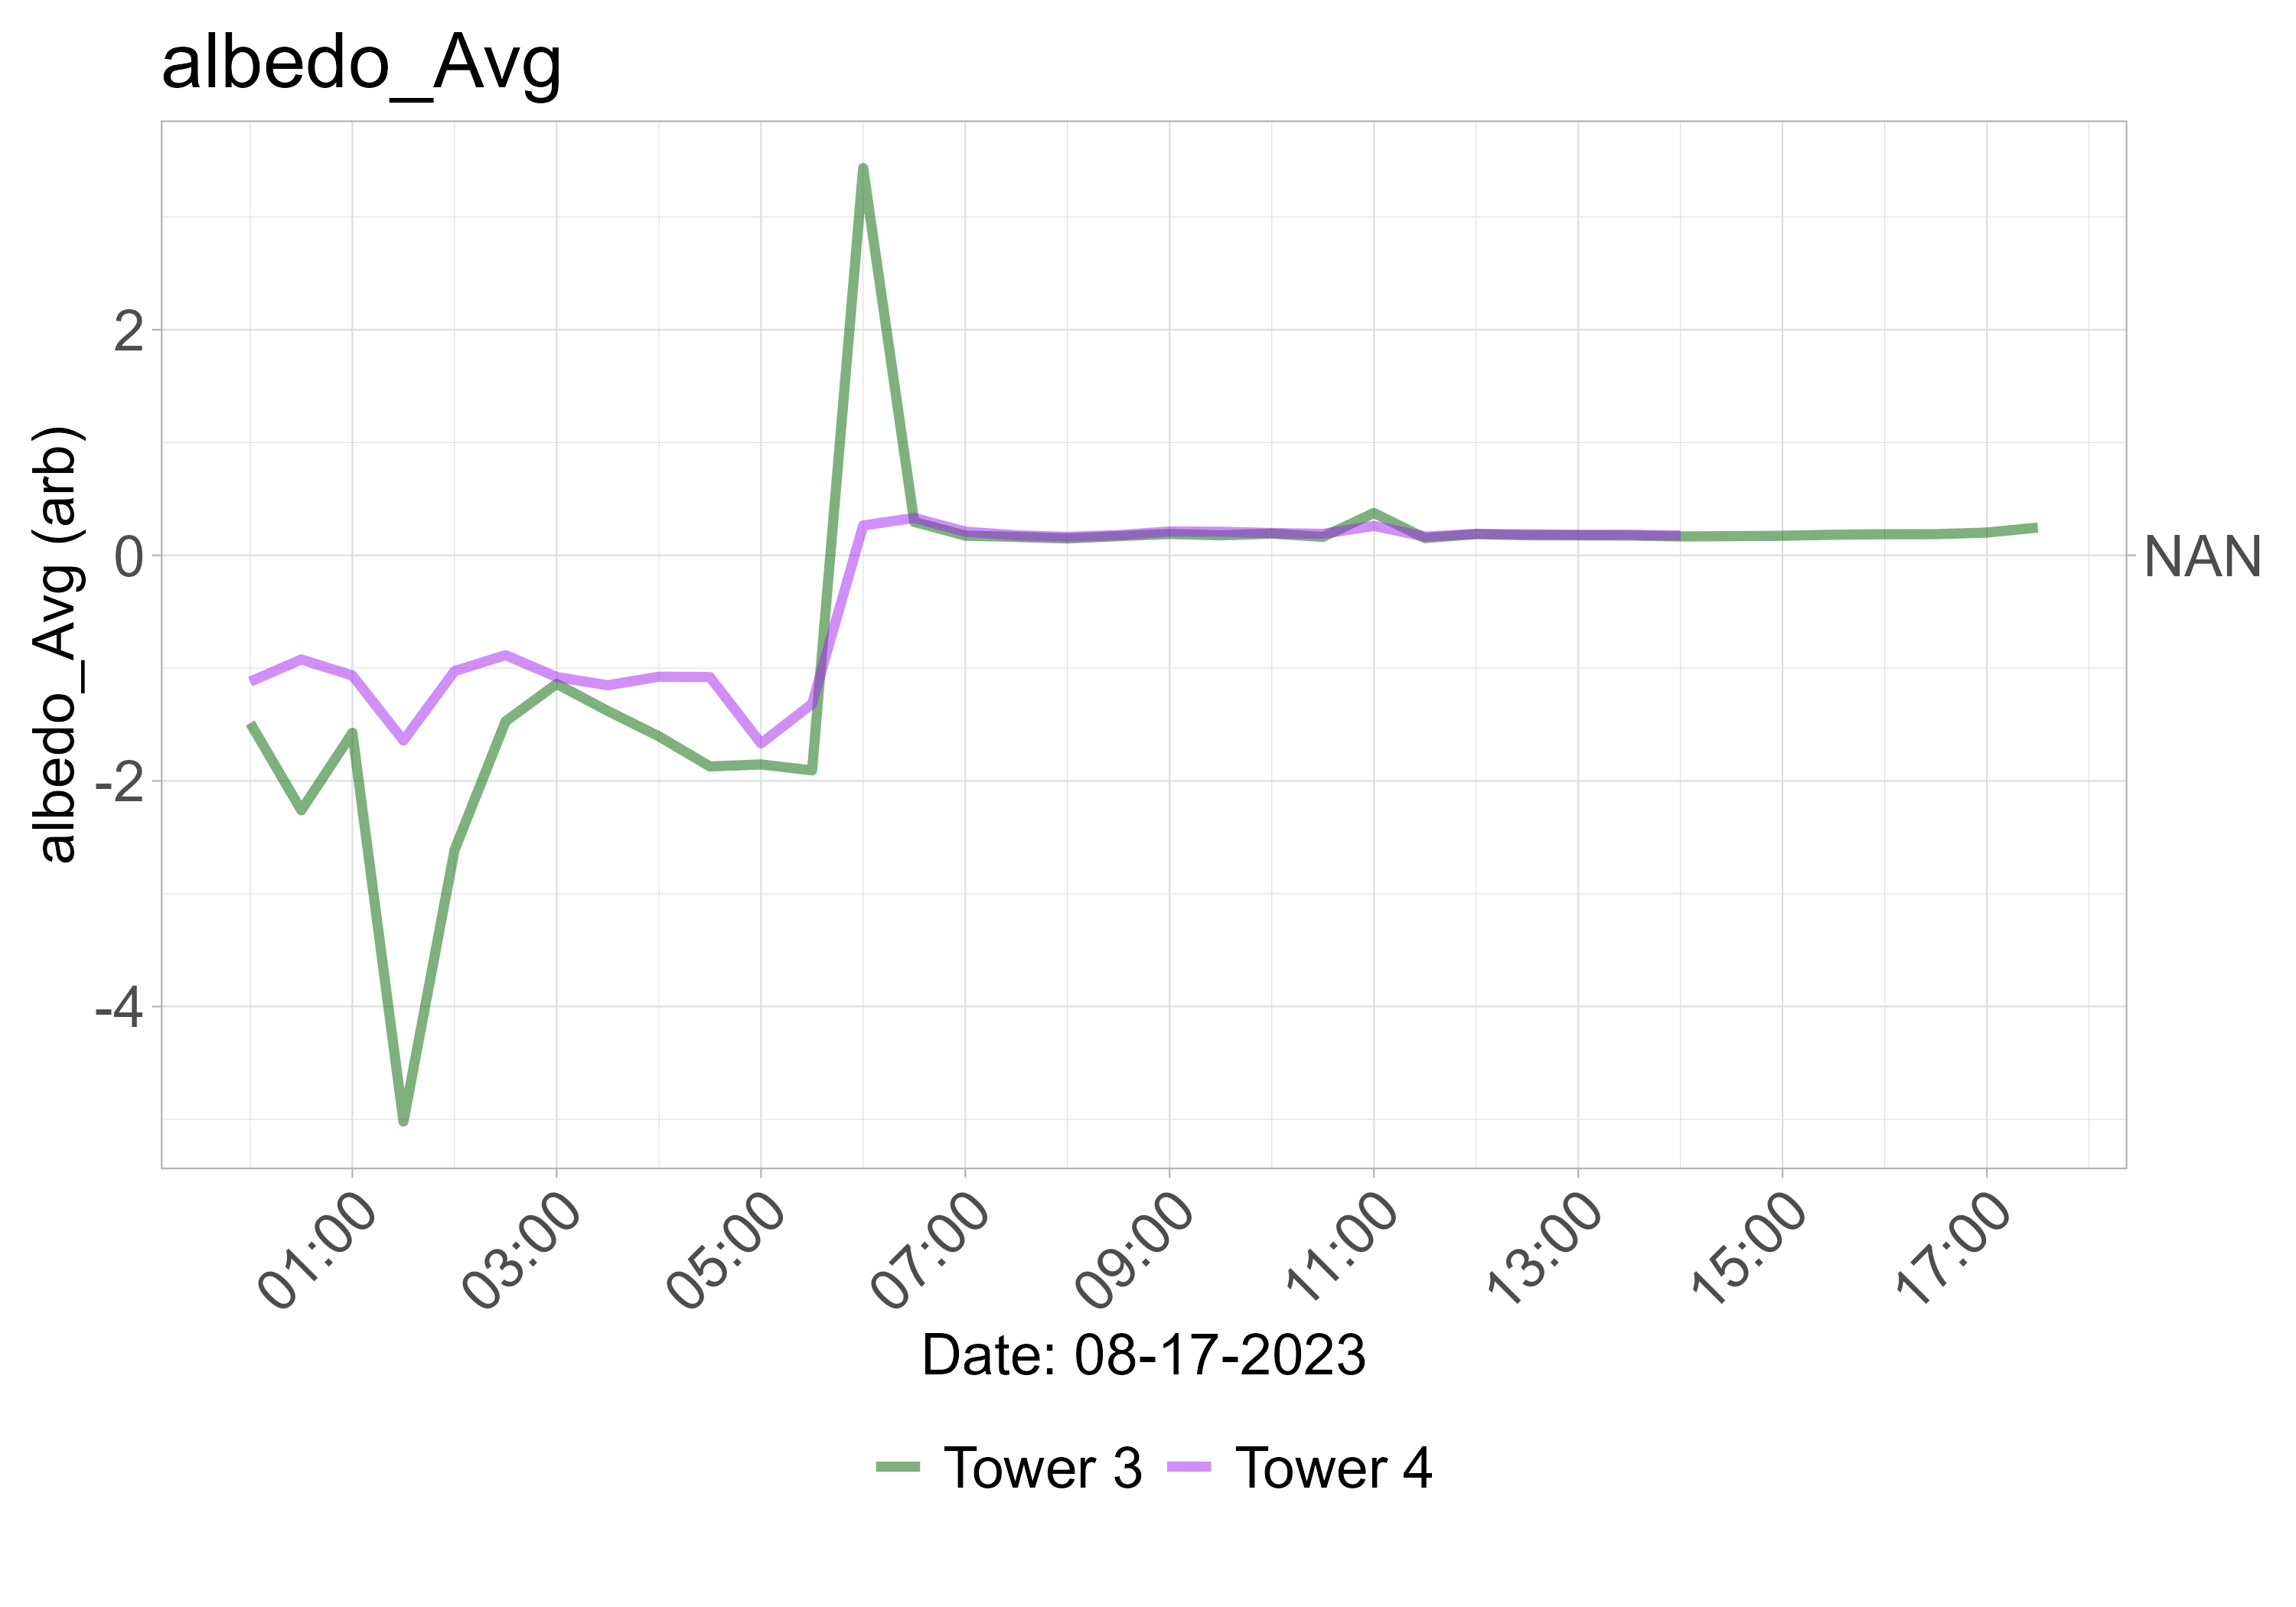 albedo_Avg
albedo_Avg (arb)
2
0
-2
-4
NAN
01:00
03:00
05:00
07:00
09:00
11:00
13:00
15:00
17:00
Date: 08-17-2023
Tower 3
Tower 4